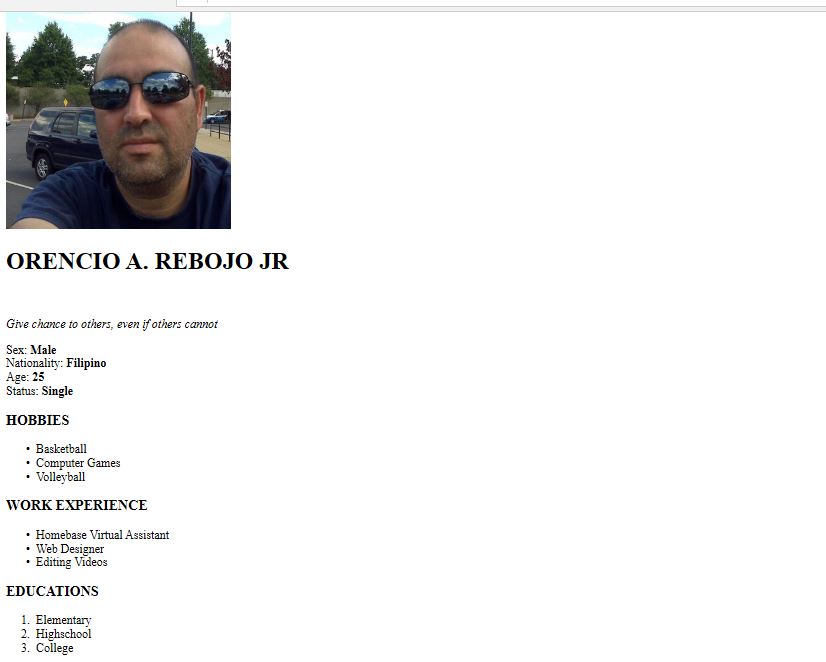 ORENCIO A. REBOJO JR
Give chance to others, even if others cannot
Sex: Male
Nationality: Filipino
Age: 25
Status: Single
HOBBIES
• Basketball
• Computer Games
• Volleyball
WORK EXPERIENCE
• Homebase Virtual Assistant
• Web Designer
• Editing Videos
EDUCATIONS
1. Elementary
2. Highschool
3. College